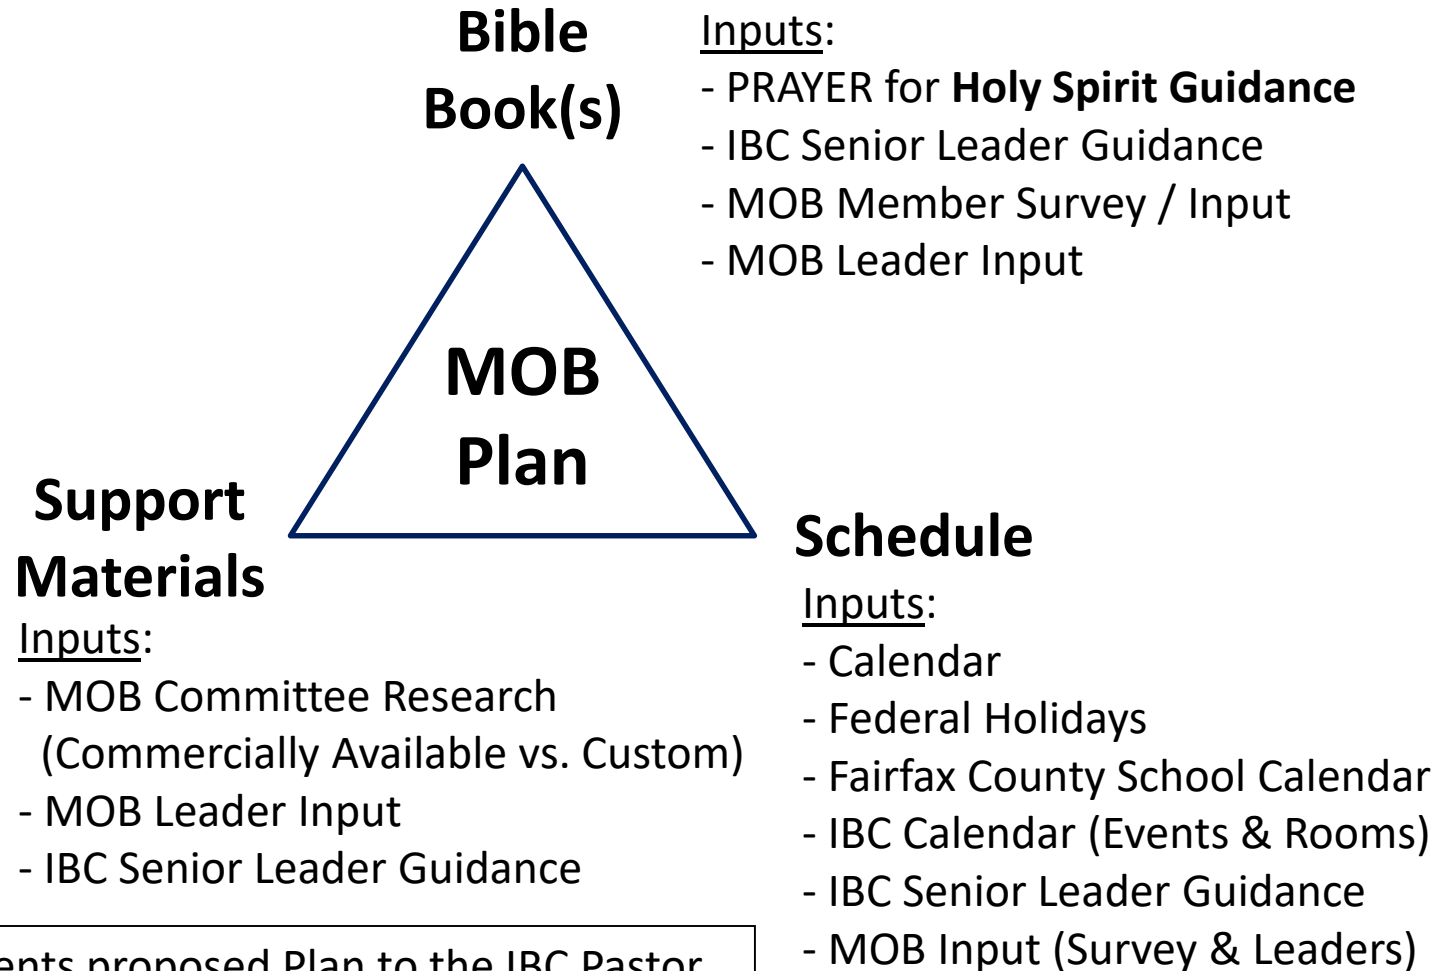 Bible
Book(s)
Inputs:
- PRAYER for Holy Spirit Guidance
- IBC Senior Leader Guidance
- MOB Member Survey / Input
- MOB Leader Input
MOB
Plan
Support
Materials
Inputs:
- MOB Committee Research
(Commercially Available vs. Custom)
- MOB Leader Input
- IBC Senior Leader Guidance
Schedule
Inputs:
- Calendar
- Federal Holidays
- Fairfax County School Calendar
- IBC Calendar (Events & Rooms)
- IBC Senior Leader Guidance
- MOB Input (Survey & Leaders)
proposed Plan to the IBC Pastor